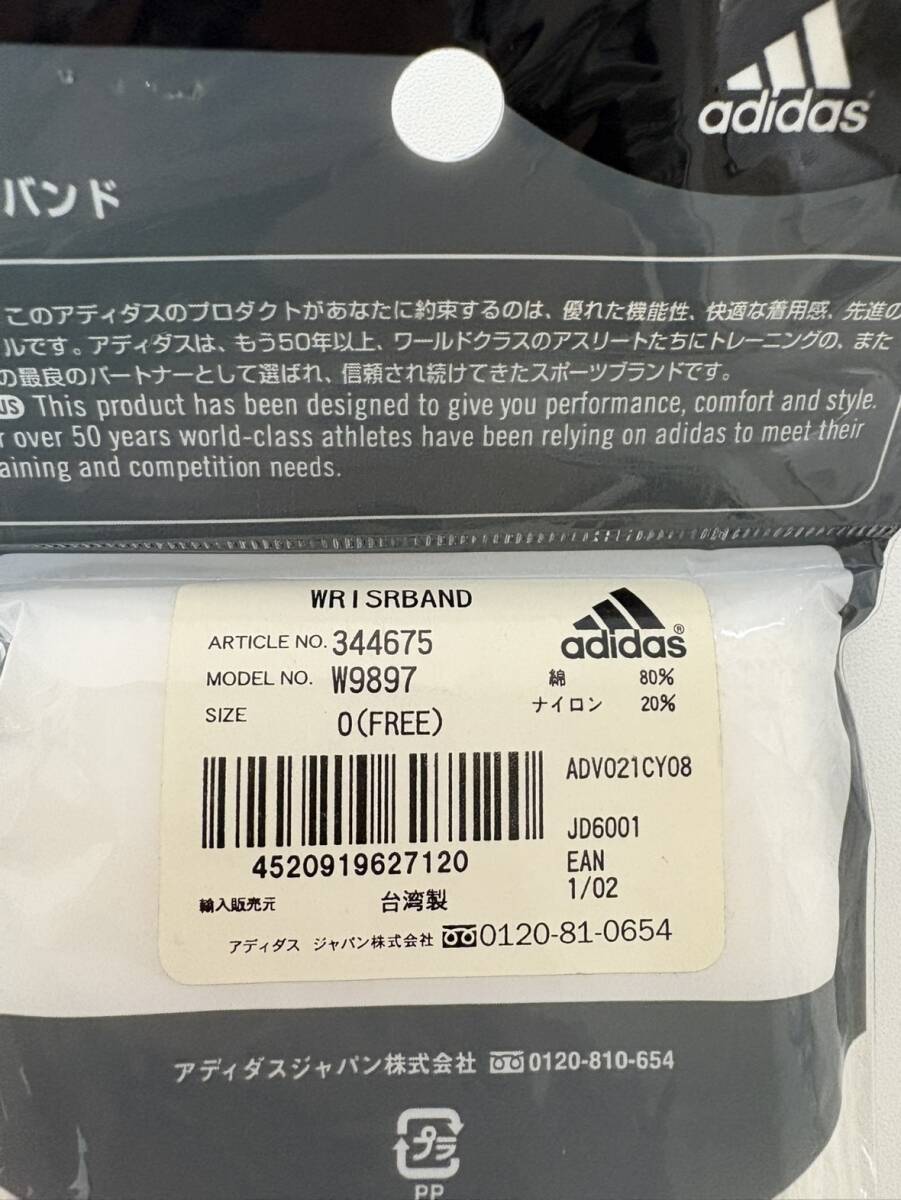 adidas
バンド
このアディダスのプロダクトがあなたに約束するのは、優れた機能性、快適な着用感、先進の
ルです。アディダスは、もう50年以上、ワールドクラスのアスリートたちにトレーニングの、また
の最良のパートナーとして選ばれ、信頼され続けてきたスポーツブランドです。
US This product has been designed to give you performance, comfort and style.
r over 50 years world-class athletes have been relying on adidas to meet their
aining and competition needs.
WRISRBAND
adidas®
ARTICLE NO. 344675
MODEL NO. W9897
SIZE 0(FREE)
綿 80%
ナイロン 20%
ADV021CY08
JD6001
EAN
1/02
4520919627120
輸入販売元 台湾製
アディダス ジャパン株式会社 0120-81-0654
アディダスジャパン株式会社 0120-810-654
プラ
PP